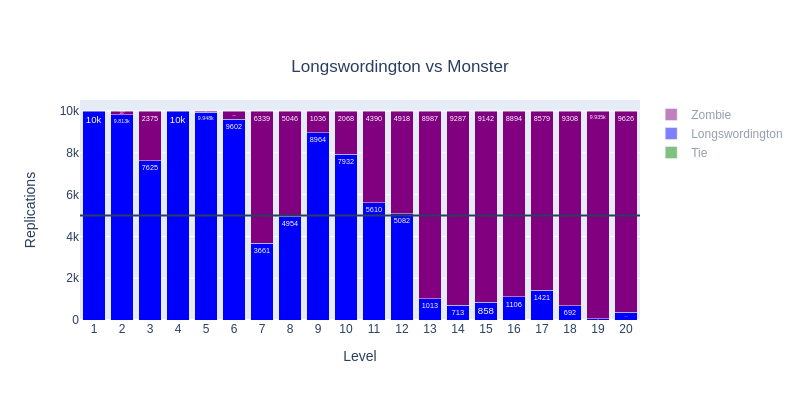 Longswordington vs Monster
Zombie
Longswordington
Tie
Replications
10k
8k
6k
4k
2k
0
2375 6339 5046 1036 2068 4390 4918 8987 9287 9142 8894 8579 9308 9.935k 9626
10k 9.813k 7625 10k 9.948k 9602 3661 4954 8964 7932 5610 5082 1013 713 858 1106 1421 692
1 2 3 4 5 6 7 8 9 10 11 12 13 14 15 16 17 18 19 20
Level